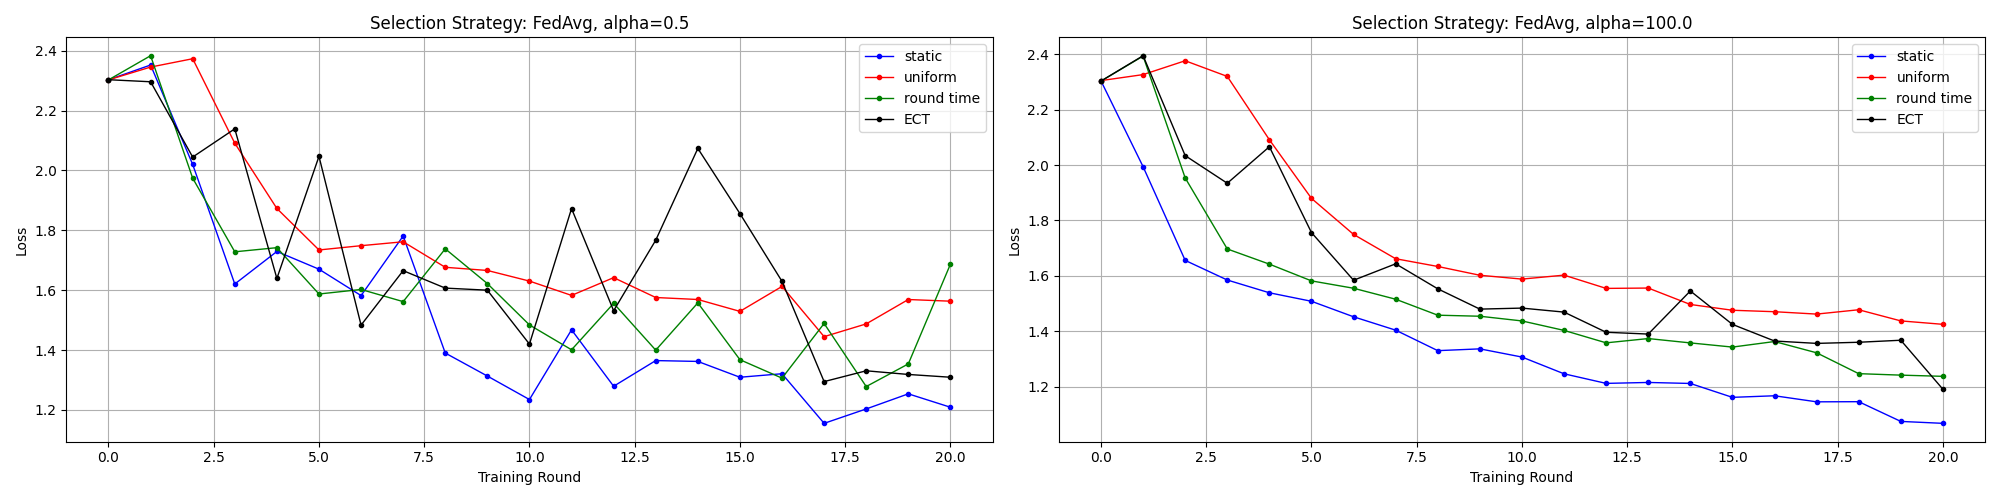 Selection Strategy: FedAvg, alpha=0.5
static
uniform
round time
ECT
2.4
2.2
2.0
1.8
1.6
1.4
1.2
Loss
0.0 2.5 5.0 7.5 10.0 12.5 15.0 17.5 20.0
Training Round
Selection Strategy: FedAvg, alpha=100.0
static
uniform
round time
ECT
2.4
2.2
2.0
1.8
1.6
1.4
1.2
Loss
0.0 2.5 5.0 7.5 10.0 12.5 15.0 17.5 20.0
Training Round